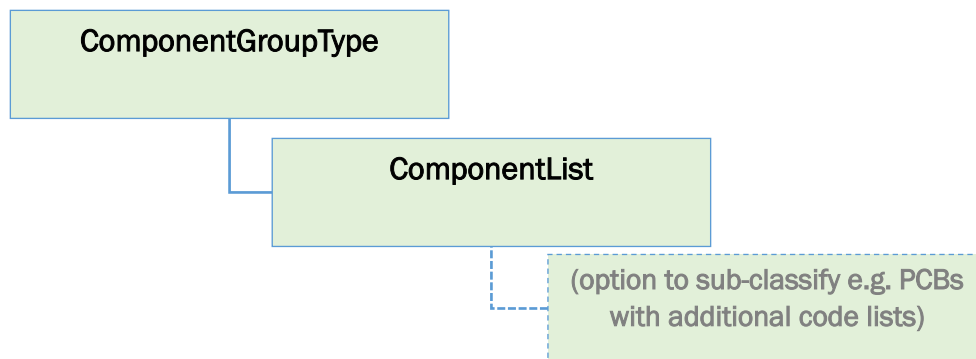 ComponentGroupType
ComponentList
(option to sub-classify e.g. PCBs
with additional code lists)